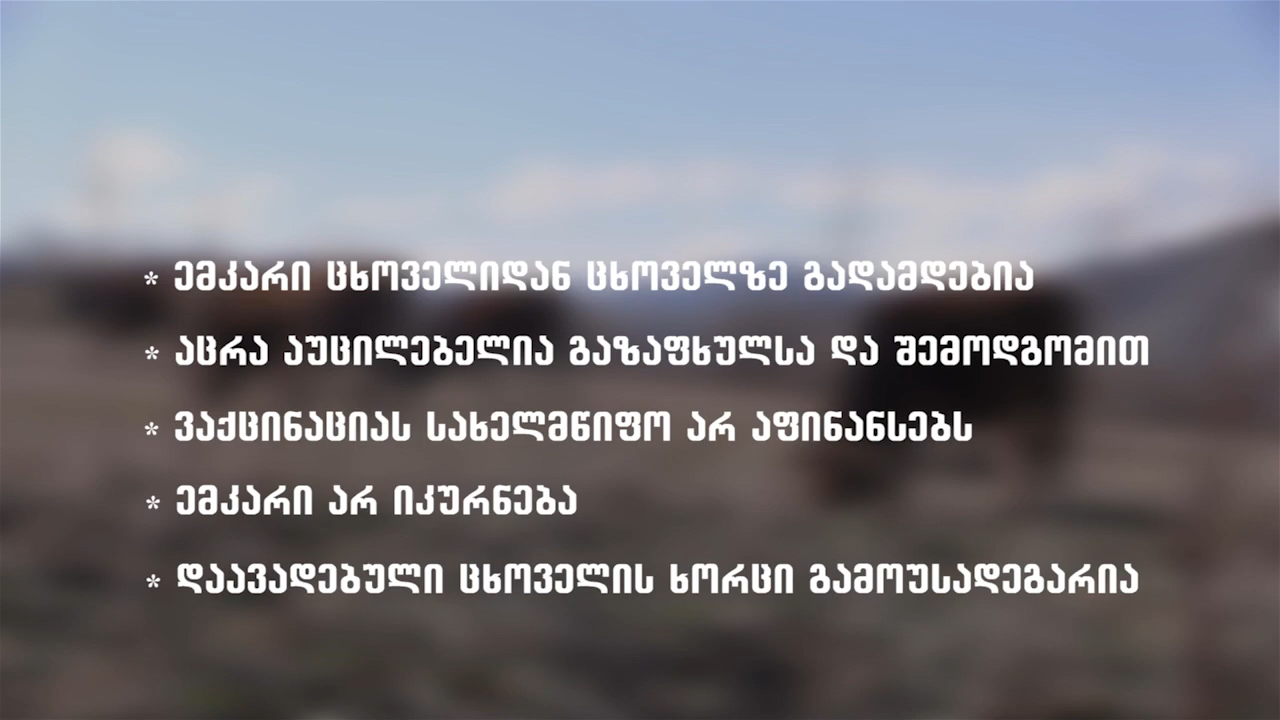 * ემკარი ცხოველიდან ცხოველზე გადამდებია
* აცრა აუცილებელია გაზაფხულსა და შემოდგომით
* ვაქცინაციას სახელმწიფო არ აფინანსებს
* ემკარი არ იკურნება
* დაავადებული ცხოველის ხორცი გამოუსადეგარია